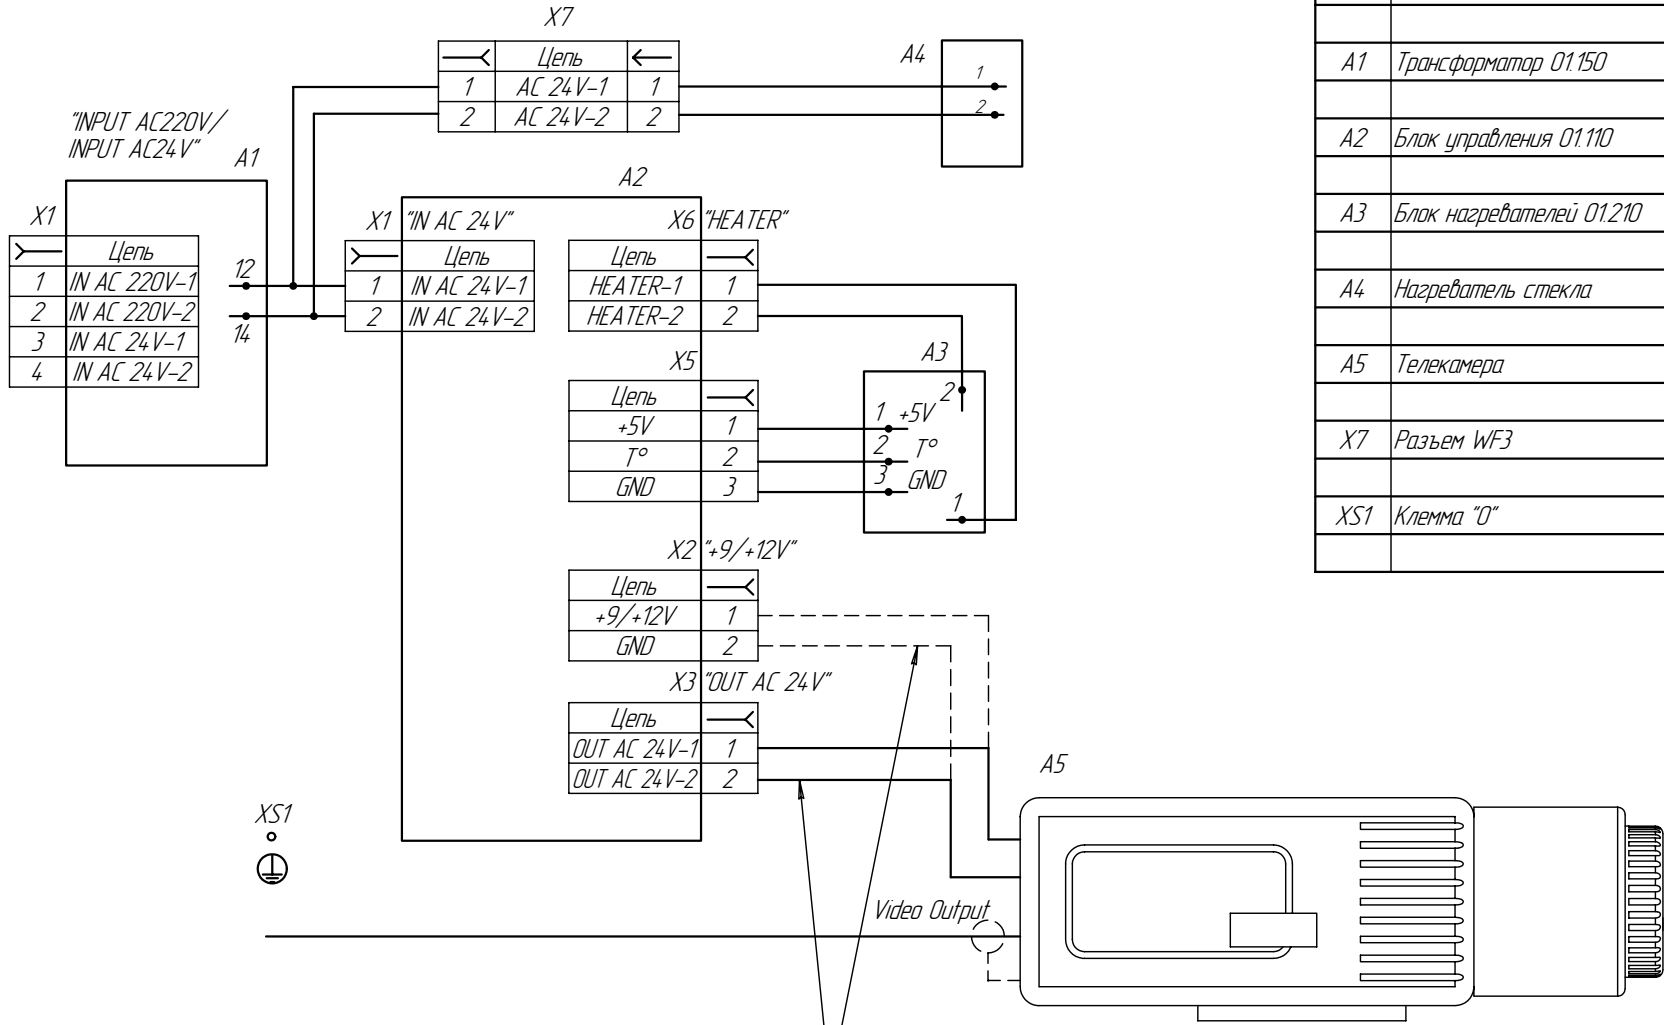 X7
Цепь
1 AC 24V-1 1
2 AC 24V-2 2
A4
1
2
"INPUT AC220V/
INPUT AC24V"
A1
X1
Цепь
1 IN AC 220V-1
2 IN AC 220V-2
3 IN AC 24V-1
4 IN AC 24V-2
12
14
A2
X1 "IN AC 24V"
Цепь
1 IN AC 24V-1
2 IN AC 24V-2
X6 "HEATER"
Цепь
HEATER-1 1
HEATER-2 2
X5
Цепь
+5V 1
T° 2
GND 3
A3
2
1 +5V
2 T°
3 GND
1
X2 "+9/+12V"
Цепь
+9/+12V 1
GND 2
X3 "OUT AC 24V"
Цепь
OUT AC 24V-1 1
OUT AC 24V-2 2
XS1
A5
Video Output
A1 Трансформатор 01.150
A2 Блок управления 01.110
A3 Блок нагревателей 01.210
A4 Нагреватель стекла
A5 Телекамера
X7 Разъем WF3
XS1 Клемма "0"